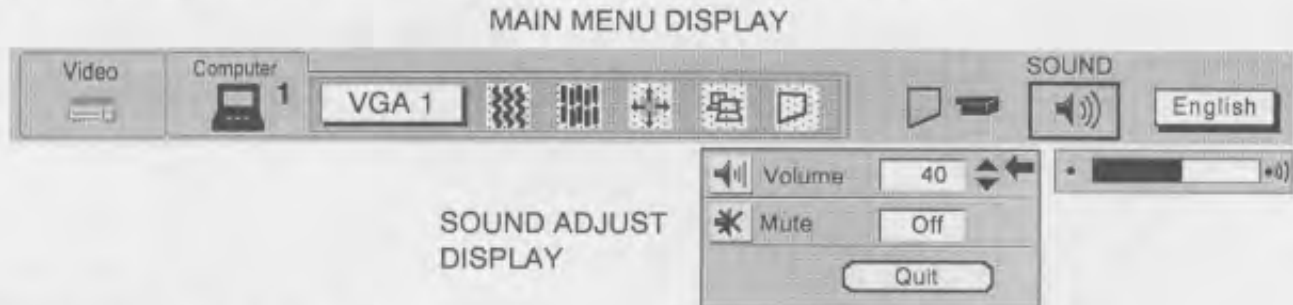 MAIN MENU DISPLAY
SOUND
Video
Computer
1
VGA 1
English
Volume 40
Mute Off
Quit
SOUND ADJUST
DISPLAY